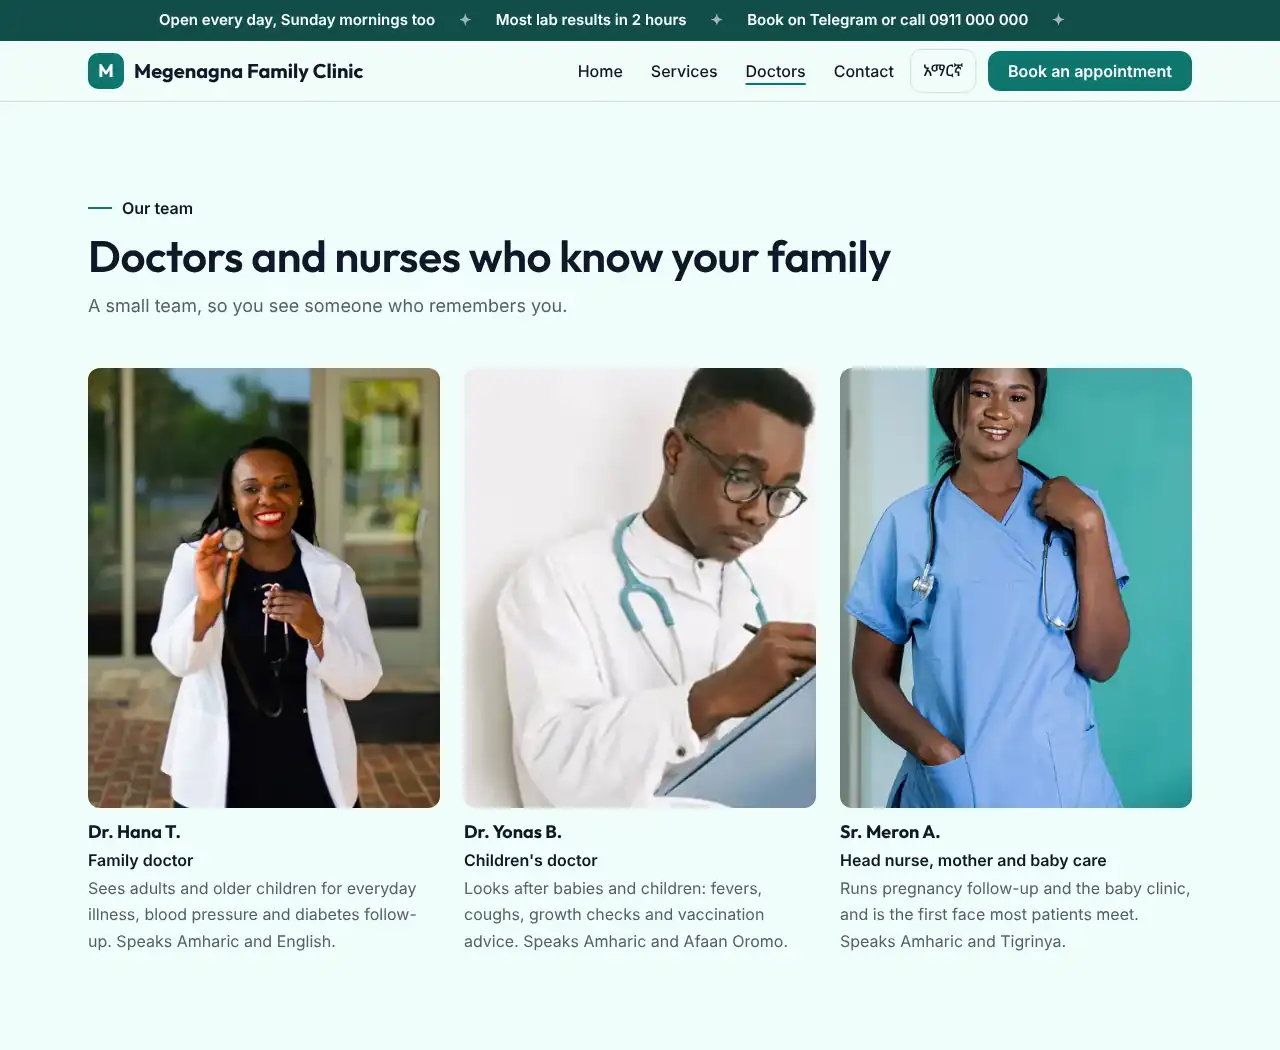 Open every day, Sunday mornings too ✦ Most lab results in 2 hours ✦ Book on Telegram or call 0911 000 000 ✦
M Megenagna Family Clinic Home Services Doctors Contact አማርኛ Book an appointment
Our team
Doctors and nurses who know your family
A small team, so you see someone who remembers you.
Dr. Hana T.
Family doctor
Sees adults and older children for everyday
illness, blood pressure and diabetes follow-
up. Speaks Amharic and English.
Dr. Yonas B.
Children's doctor
Looks after babies and children: fevers,
coughs, growth checks and vaccination
advice. Speaks Amharic and Afaan Oromo.
Sr. Meron A.
Head nurse, mother and baby care
Runs pregnancy follow-up and the baby clinic,
and is the first face most patients meet.
Speaks Amharic and Tigrinya.